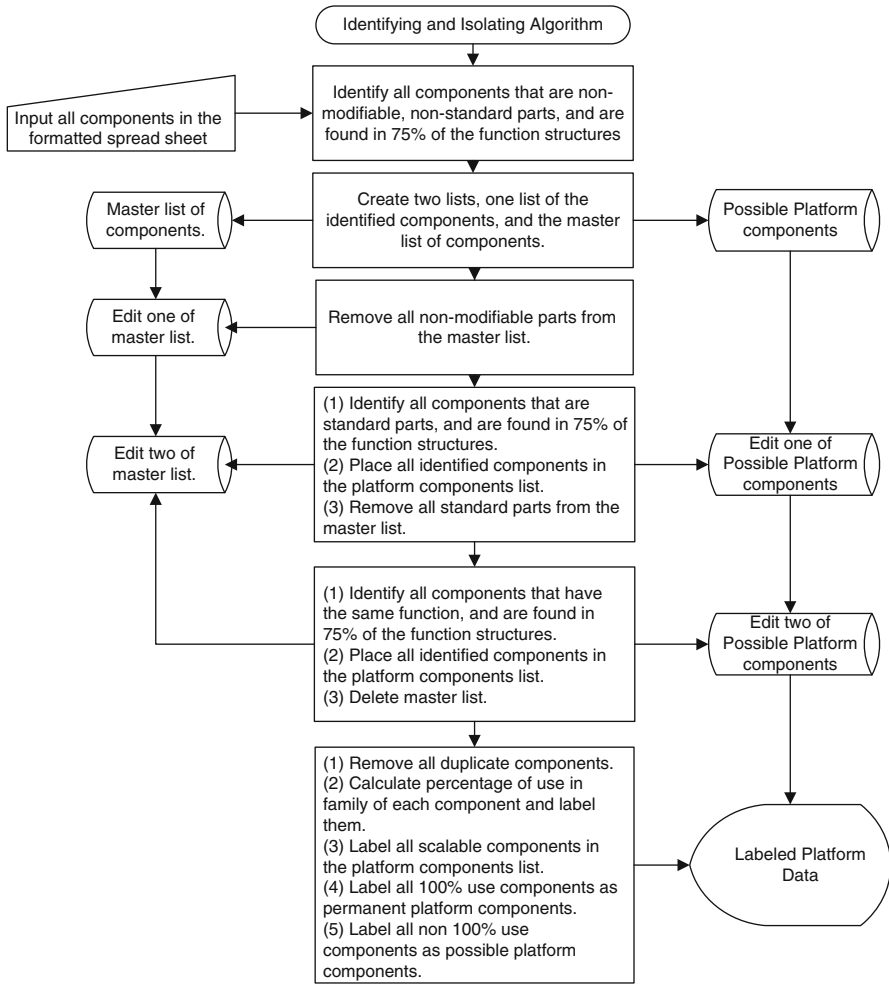 Identifying and Isolating Algorithm
Input all components in the
formatted spread sheet
Identify all components that are non-
modifiable, non-standard parts, and are
found in 75% of the function structures
Master list of
components.
Create two lists, one list of the
identified components, and the master
list of components.
Possible Platform
components
Edit one of
master list.
Remove all non-modifiable parts from
the master list.
Edit two of
master list.
(1) Identify all components that are
standard parts, and are found in 75% of
the function structures.
(2) Place all identified components in
the platform components list.
(3) Remove all standard parts from the
master list.
Edit one of
Possible Platform
components
(1) Identify all components that have
the same function, and are found in
75% of the function structures.
(2) Place all identified components in
the platform components list.
(3) Delete master list.
Edit two of
Possible Platform
components
(1) Remove all duplicate components.
(2) Calculate percentage of use in
family of each component and label
them.
(3) Label all scalable components in
the platform components list.
(4) Label all 100% use components as
permanent platform components.
(5) Label all non 100% use
components as possible platform
components.
Labeled Platform
Data